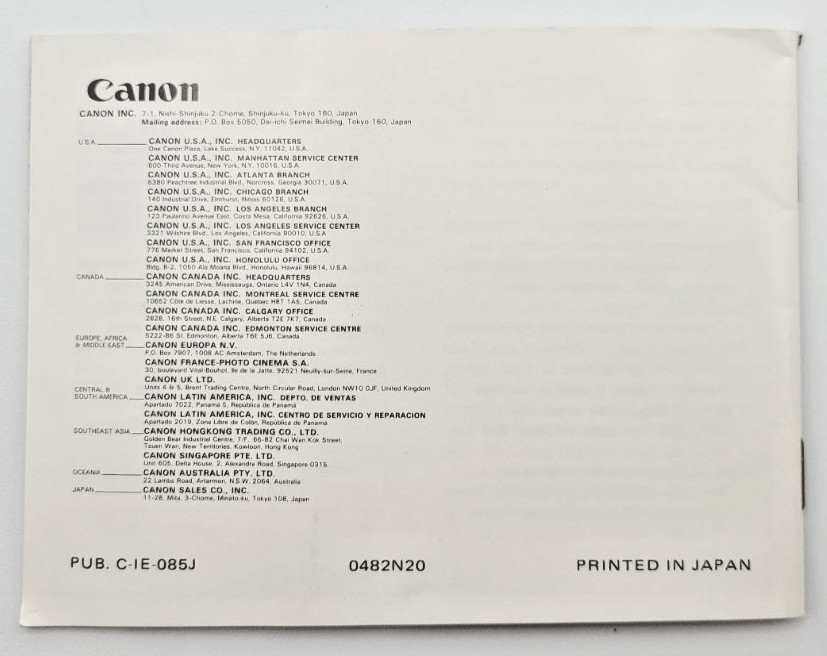 Canon
CANON INC. 7-1, Nishi-Shinjuku 2-Chome, Shinjuku-ku, Tokyo 160, Japan
Mailing address: P.O. Box 5050, Dai-ichi Seimei Building, Tokyo 160, Japan
U.S.A. CANON U.S.A., INC. HEADQUARTERS
One Canon Plaza, Lake Success, N.Y. 11042, U.S.A.
CANON U.S.A., INC. MANHATTAN SERVICE CENTER
600 Third Avenue, New York, N.Y. 10016, U.S.A.
CANON U.S.A., INC. ATLANTA BRANCH
6380 Peachtree Industrial Blvd., Norcross, Georgia 30071, U.S.A.
CANON U.S.A., INC. CHICAGO BRANCH
140 Industrial Drive, Elmhurst, Illinois 60126, U.S.A.
CANON U.S.A., INC. LOS ANGELES BRANCH
123 Paularino Avenue East, Costa Mesa, California 92626, U.S.A.
CANON U.S.A., INC. LOS ANGELES SERVICE CENTER
3321 Wilshire Blvd., Los Angeles, California 90010, U.S.A
CANON U.S.A., INC. SAN FRANCISCO OFFICE
776 Market Street, San Francisco, California 94102, U.S.A.
CANON U.S.A., INC. HONOLULU OFFICE
Bldg. B-2, 1050 Ala Moana Blvd., Honolulu, Hawaii 96814, U.S.A.
CANADA CANON CANADA INC. HEADQUARTERS
3245 American Drive, Mississauga, Ontario L4V 1N4, Canada
CANON CANADA INC. MONTREAL SERVICE CENTRE
10652 Côte de Liesse, Lachine, Quebec H8T 1A5, Canada
CANON CANADA INC. CALGARY OFFICE
2828, 16th Street, N.E. Calgary, Alberta T2E 7K7, Canada
CANON CANADA INC. EDMONTON SERVICE CENTRE
5222-86 St. Edmonton, Alberta T6E 5J6, Canada
EUROPE, AFRICA & MIDDLE EAST CANON EUROPA N.V.
P.O. Box 7907, 1008 AC Amsterdam, The Netherlands
CANON FRANCE-PHOTO CINEMA S.A.
30, boulevard Vital-Bouhot, Ile de la Jatte, 92521 Neuilly-sur-Seine, France
CANON UK LTD.
Units 4 & 5, Brent Trading Centre, North Circular Road, London NW10 0JF, United Kingdom
CENTRAL & SOUTH AMERICA CANON LATIN AMERICA, INC. DEPTO. DE VENTAS
Apartado 7022, Panamá 5, República de Panamá
CANON LATIN AMERICA, INC. CENTRO DE SERVICIO Y REPARACION
Apartado 2019, Zona Libre de Colón, República de Panamá
SOUTHEAST ASIA CANON HONGKONG TRADING CO., LTD.
Golden Bear Industrial Centre, 7/F, 66-82 Chai Wan Kok Street,
Tsuen Wan, New Territories, Kowloon, Hong Kong
CANON SINGAPORE PTE. LTD.
Unit 606, Delta House, 2, Alexandra Road, Singapore 0315
OCEANIA CANON AUSTRALIA PTY. LTD.
22 Lambs Road, Artarmon, N.S.W. 2064, Australia
JAPAN CANON SALES CO., INC.
11-28, Mita, 3-Chome, Minato-ku, Tokyo 108, Japan
PUB. C-IE-085J 0482N20 PRINTED IN JAPAN